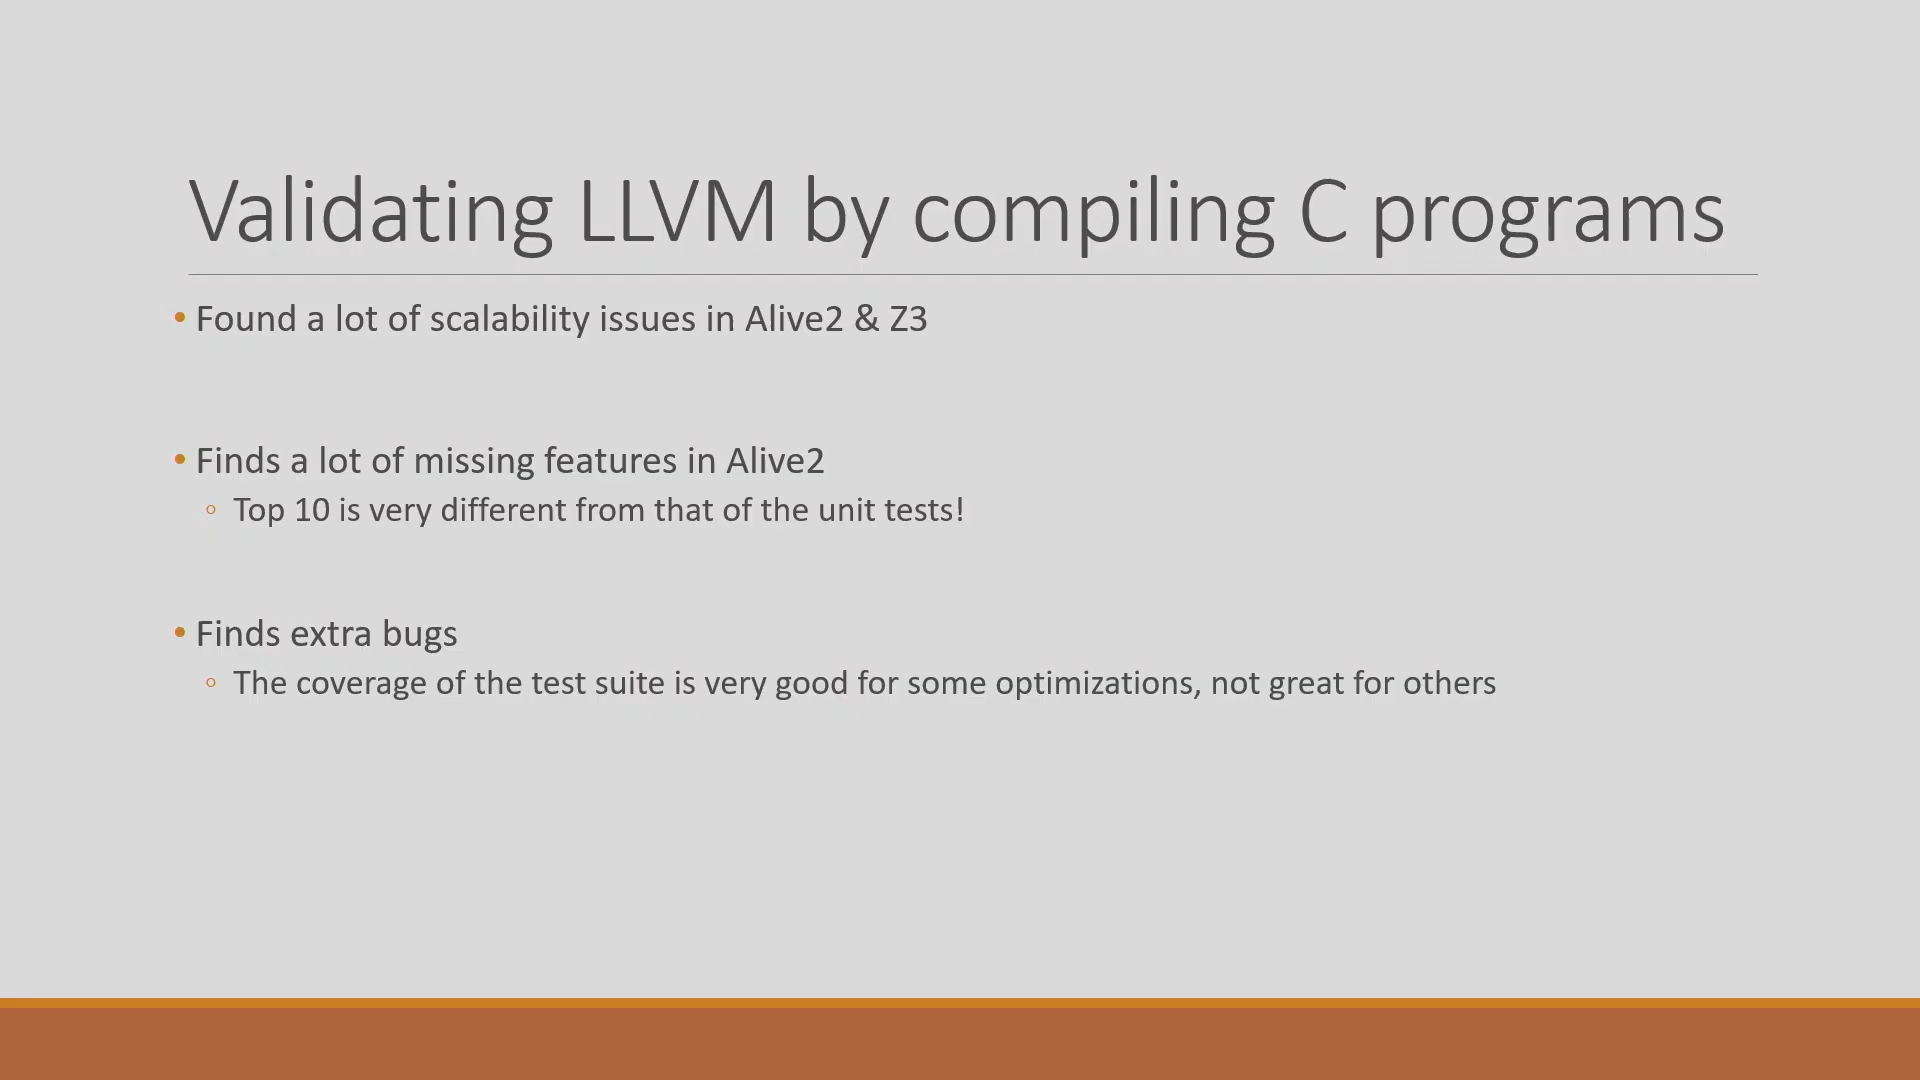 Validating LLVM by compiling C programs
• Found a lot of scalability issues in Alive2 & Z3
• Finds a lot of missing features in Alive2
◦ Top 10 is very different from that of the unit tests!
• Finds extra bugs
◦ The coverage of the test suite is very good for some optimizations, not great for others